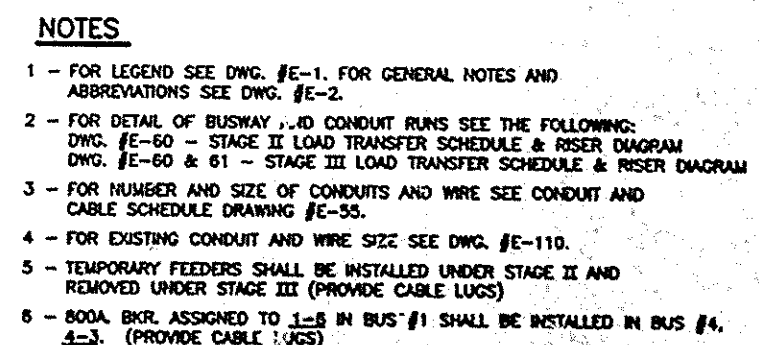 NOTES
1 - FOR LEGEND SEE DWG. #E-1. FOR GENERAL NOTES AND
ABBREVIATIONS SEE DWG. #E-2.
2 - FOR DETAIL OF BUSWAY AND CONDUIT RUNS SEE THE FOLLOWING:
DWG. #E-60 - STAGE II LOAD TRANSFER SCHEDULE & RISER DIAGRAM
DWG. #E-60 & 61 - STAGE III LOAD TRANSFER SCHEDULE & RISER DIAGRAM
3 - FOR NUMBER AND SIZE OF CONDUITS AND WIRE SEE CONDUIT AND
CABLE SCHEDULE DRAWING #E-55.
4 - FOR EXISTING CONDUIT AND WIRE SIZE SEE DWG. #E-110.
5 - TEMPORARY FEEDERS SHALL BE INSTALLED UNDER STAGE II AND
REMOVED UNDER STAGE III (PROVIDE CABLE LUGS)
6 - 800A. BKR. ASSIGNED TO IN BUS #1 SHALL BE INSTALLED IN BUS #4,
4-3. (PROVIDE CABLE LUGS)